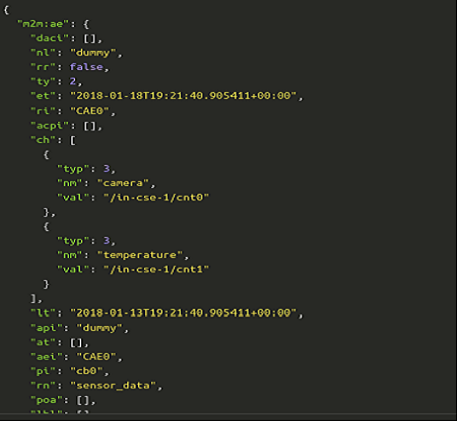 {
"m2m:ae": {
"daci": [],
"nl": "dummy",
"rr": false,
"ty": 2,
"et": "2018-01-18T19:21:40.905411+00:00",
"ri": "CAE0",
"acpi": [],
"ch": [
{
"typ": 3,
"nm": "camera",
"val": "/in-cse-1/cnt0"
},
{
"typ": 3,
"nm": "temperature",
"val": "/in-cse-1/cnt1"
}
],
"lt": "2018-01-13T19:21:40.905411+00:00",
"api": "dummy",
"at": [],
"aei": "CAE0",
"pi": "cb0",
"rn": "sensor_data",
"poa": [],